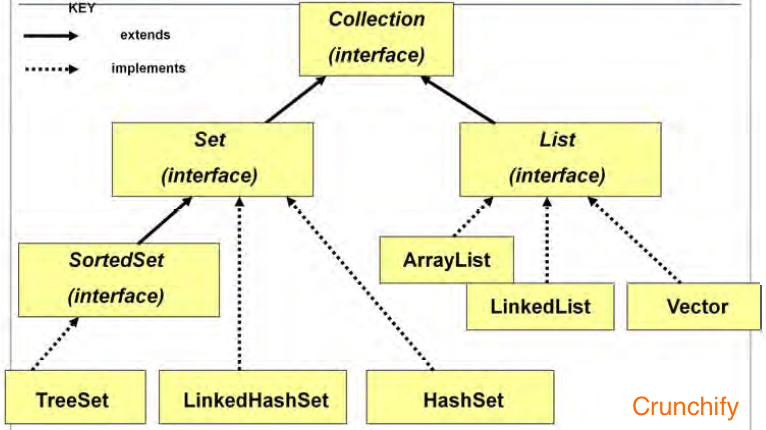 KEY
extends
implements
Collection
(interface)
Set
(interface)
List
(interface)
SortedSet
(interface)
ArrayList
LinkedList
Vector
TreeSet
LinkedHashSet
HashSet
Crunchify